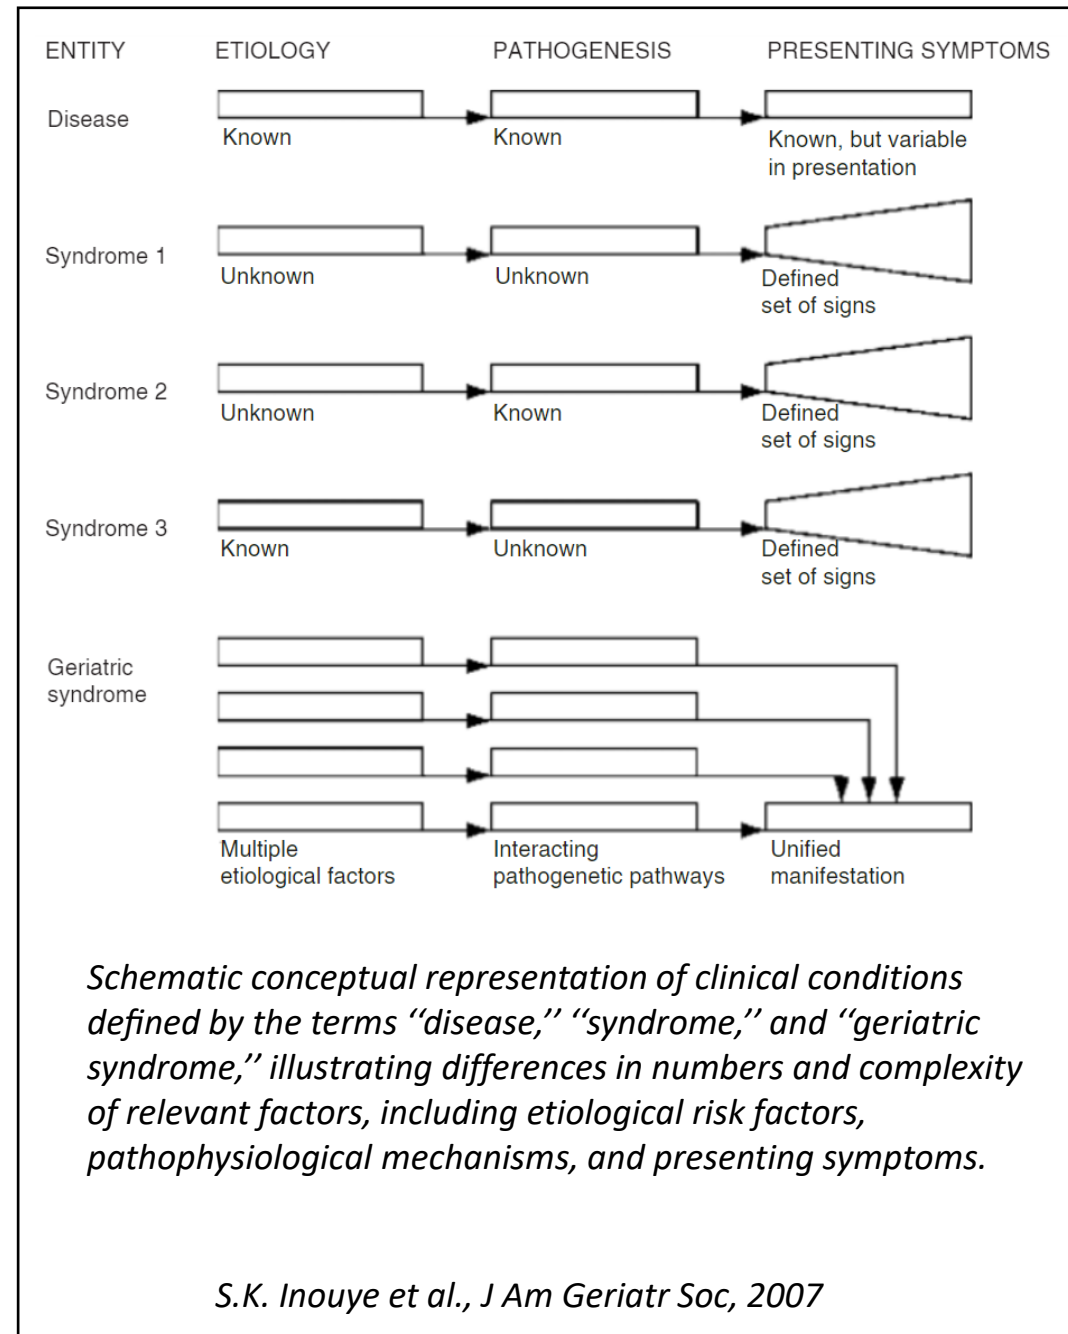 ENTITY ETIOLOGY PATHOGENESIS PRESENTING SYMPTOMS
Disease
Known Known Known, but variable
in presentation
Syndrome 1
Unknown Unknown Defined
set of signs
Syndrome 2
Unknown Known Defined
set of signs
Syndrome 3
Known Unknown Defined
set of signs
Geriatric
syndrome
Multiple Interacting Unified
etiological factors pathogenetic pathways manifestation
Schematic conceptual representation of clinical conditions
defined by the terms ‘‘disease,’’ ‘‘syndrome,’’ and ‘‘geriatric
syndrome,’’ illustrating differences in numbers and complexity
of relevant factors, including etiological risk factors,
pathophysiological mechanisms, and presenting symptoms.
S.K. Inouye et al., J Am Geriatr Soc, 2007